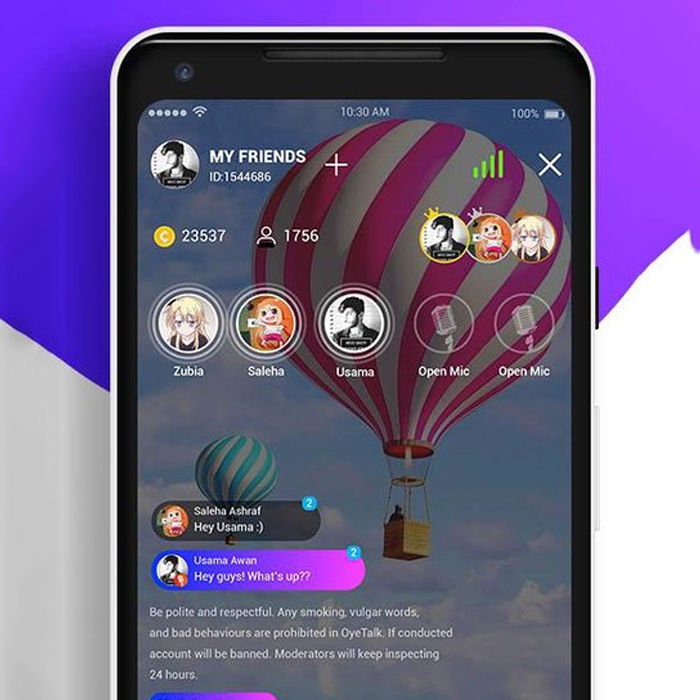 10:30 AM
100%
MY FRIENDS
ID:1544686
23537
1756
Zubia
Saleha
Usama
Open Mic
Open Mic
2
Saleha Ashraf
Hey Usama :)
2
Usama Awan
Hey guys! What's up??
Be polite and respectful. Any smoking, vulgar words,
and bad behaviours are prohibited in OyeTalk. If conducted
account will be banned. Moderators will keep inspecting
24 hours.